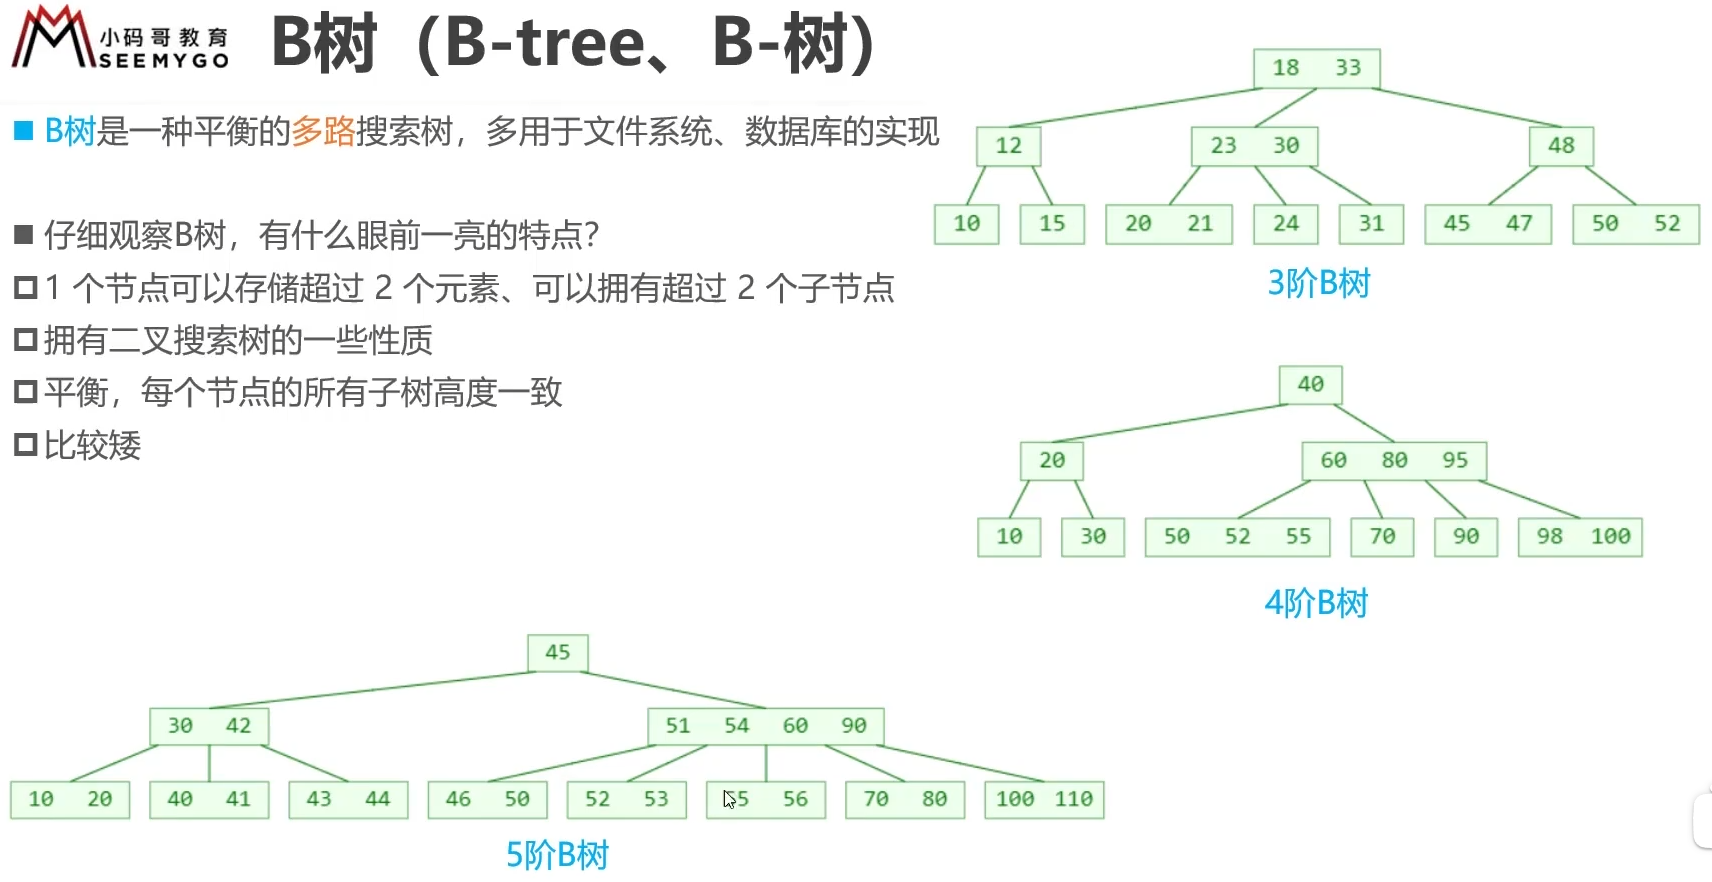 小码哥教育
SEEMYGO
B树（B-tree、B-树）
B树是一种平衡的多路搜索树，多用于文件系统、数据库的实现
仔细观察B树，有什么眼前一亮的特点？
1 个节点可以存储超过 2 个元素、可以拥有超过 2 个子节点
拥有二叉搜索树的一些性质
平衡，每个节点的所有子树高度一致
比较矮
18 33
12 23 30 48
10 15 20 21 24 31 45 47 50 52
3阶B树
40
20 60 80 95
10 30 50 52 55 70 90 98 100
4阶B树
45
30 42 51 54 60 90
10 20 40 41 43 44 46 50 52 53 56 70 80 100 110
5阶B树